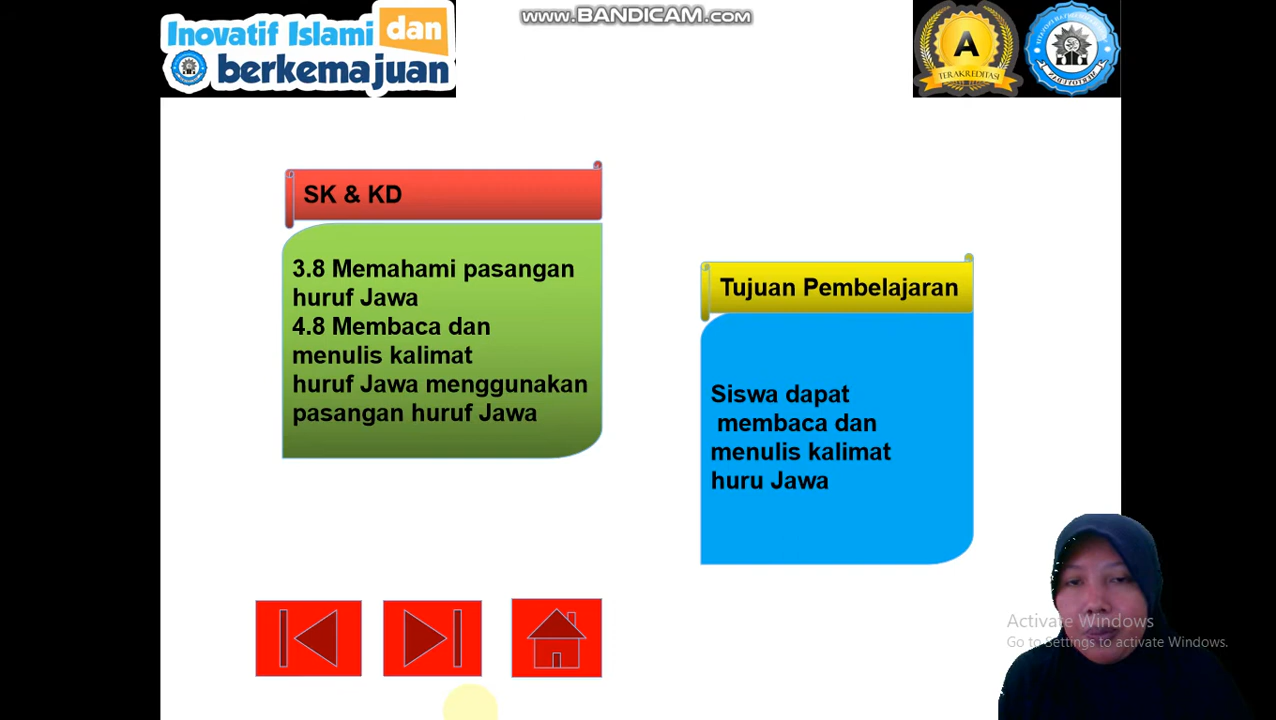 www.BANDICAM.com
Inovatif Islami dan
berkemajuan
A
TERAKREDITASI
SK & KD
3.8 Memahami pasangan
huruf Jawa
4.8 Membaca dan
menulis kalimat
huruf Jawa menggunakan
pasangan huruf Jawa
Tujuan Pembelajaran
Siswa dapat
membaca dan
menulis kalimat
huru Jawa
Activate Windows
Go to Settings to activate Windows.